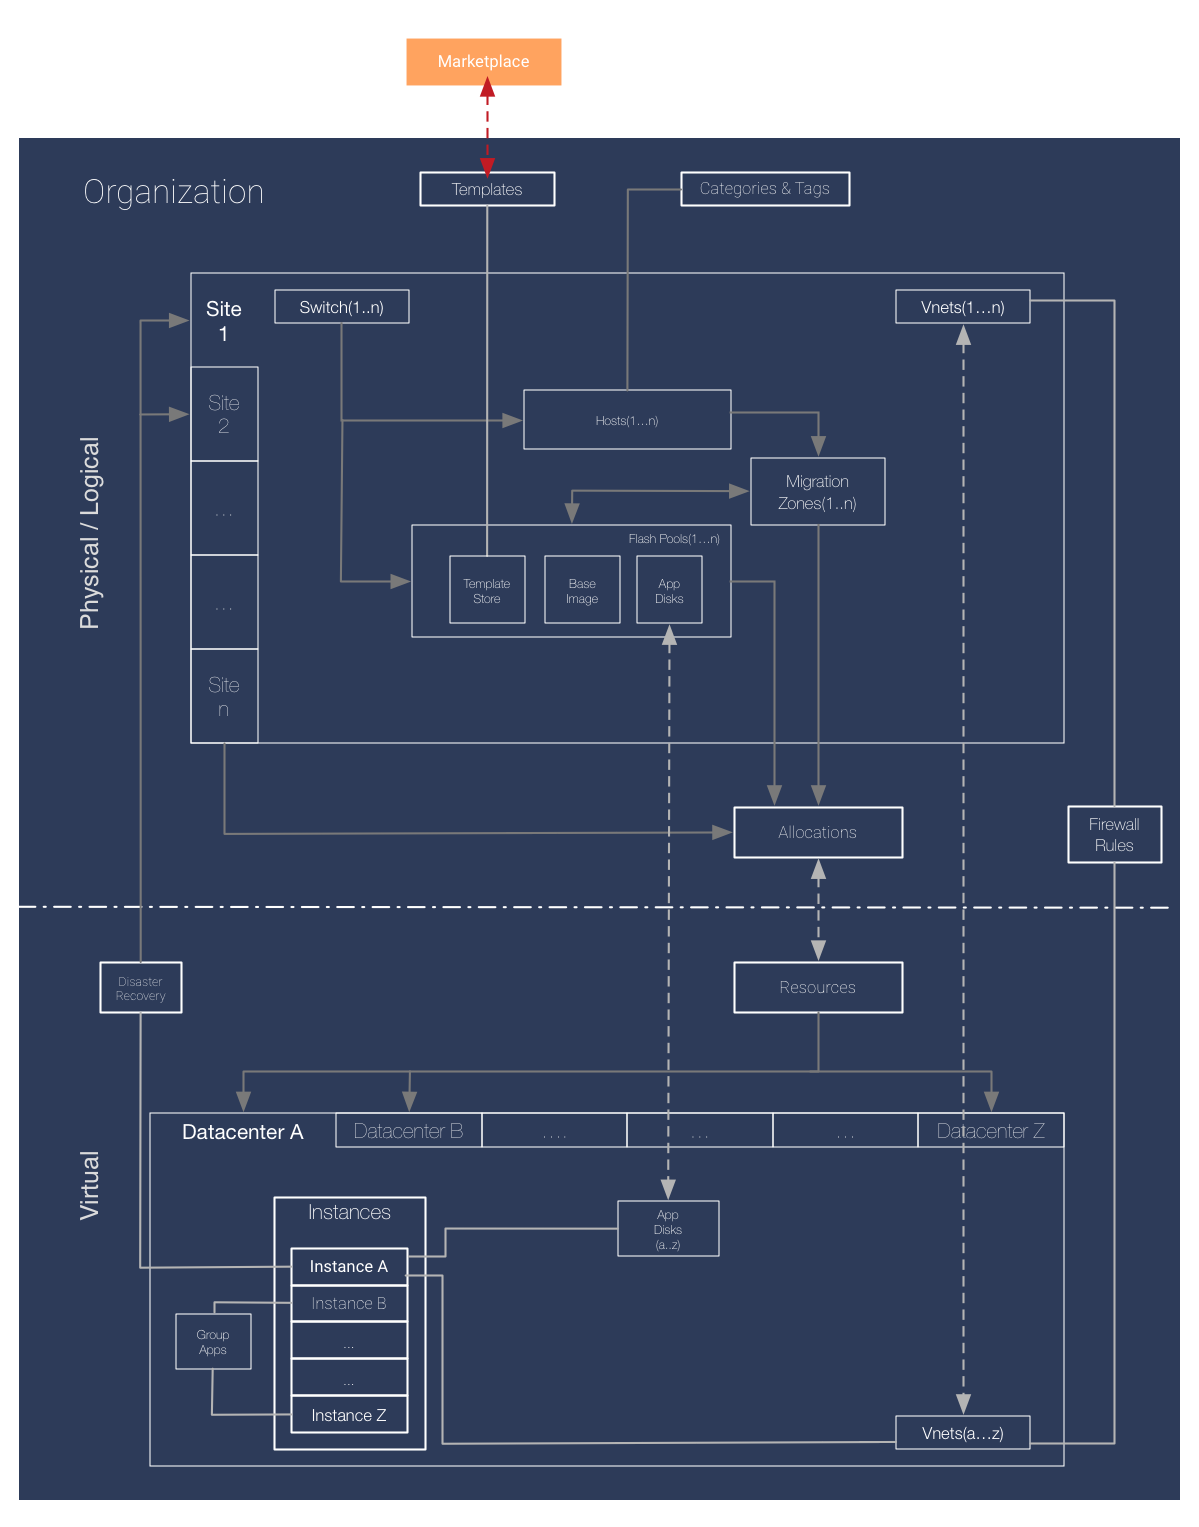 Marketplace
Organization
Templates
Categories & Tags
Site
1
Switch(1..n)
Vnets(1...n)
Site
2
Hosts(1...n)
Physical / Logical
Migration
Zones(1..n)
...
Flash Pools(1...n)
Template
Store
Base
Image
App
Disks
...
Site
n
Allocations
Firewall
Rules
Disaster
Recovery
Resources
Datacenter A
Datacenter B
....
...
...
Datacenter Z
Virtual
Instances
App
Disks
(a..z)
Instance A
Instance B
Group
Apps
...
...
Instance Z
Vnets(a...z)